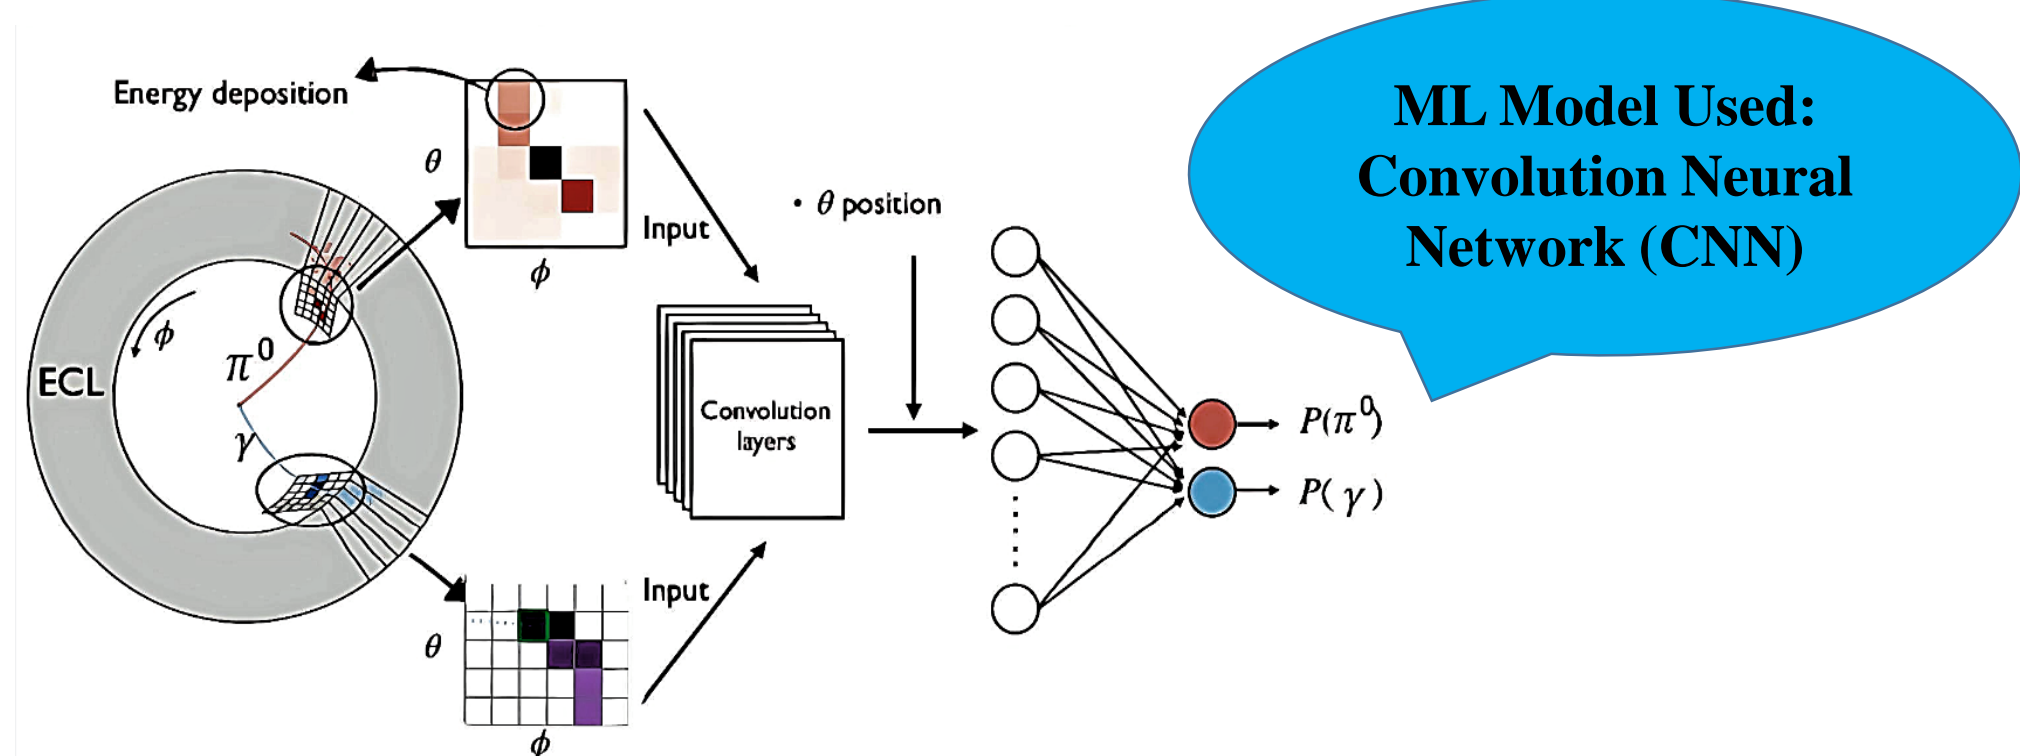 Energy deposition
θ
ϕ
Input
• θ position
ML Model Used:
Convolution Neural
Network (CNN)
ϕ
π⁰
ECL
γ
Convolution
layers
P(π⁰)
P( γ )
Input
θ
ϕ